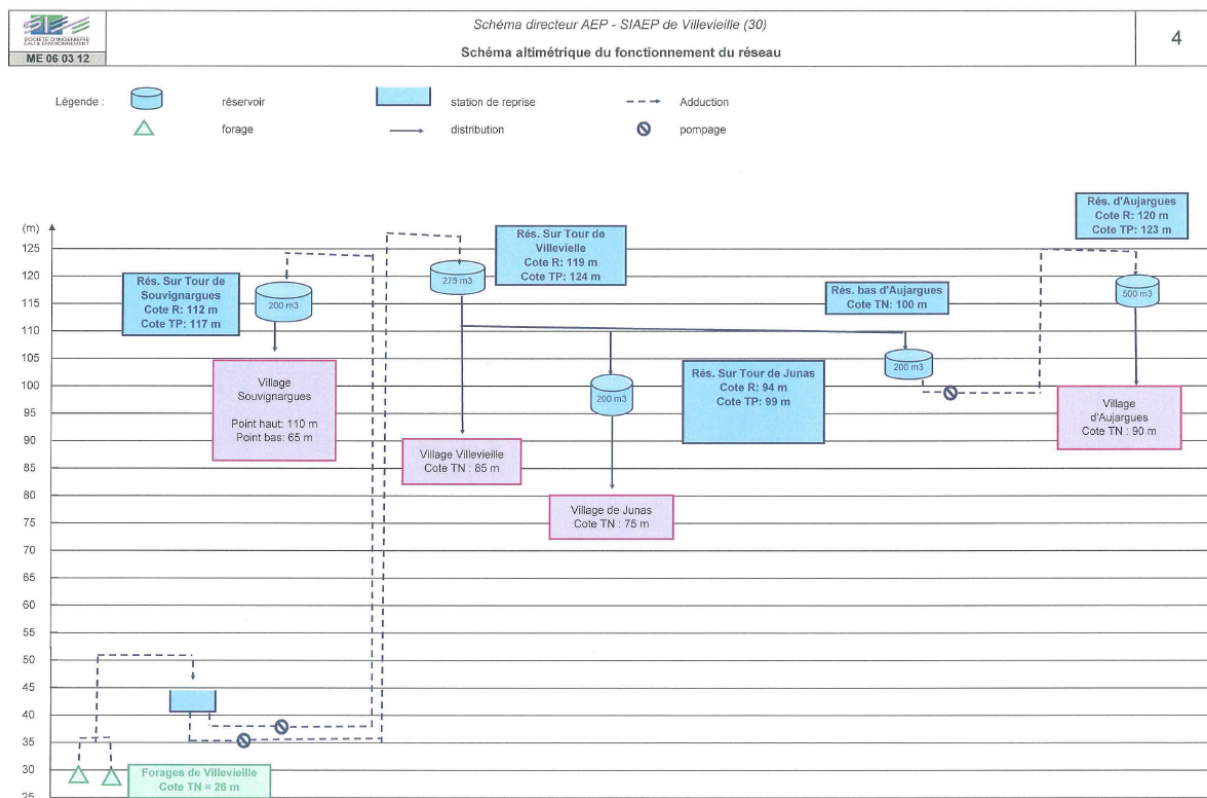 SOCIETE D'INGENIERIE
EAU & ENVIRONNEMENT
ME 06 03 12
Schéma directeur AEP - SIAEP de Villevieille (30)
Schéma altimétrique du fonctionnement du réseau
4
Légende :
réservoir
station de reprise
Adduction
forage
distribution
pompage
(m)
125
120
115
110
105
100
95
90
85
80
75
70
65
60
55
50
45
40
35
30
25
Rés. Sur Tour de
Souvignargues
Cote R: 112 m
Cote TP: 117 m
200 m3
Village
Souvignargues
Point haut: 110 m
Point bas: 65 m
Rés. Sur Tour de
Villevielle
Cote R: 119 m
Cote TP: 124 m
275 m3
Village Villevieille
Cote TN : 85 m
200 m3
Rés. Sur Tour de Junas
Cote R: 94 m
Cote TP: 99 m
Village de Junas
Cote TN : 75 m
Rés. bas d'Aujargues
Cote TN: 100 m
200 m3
Rés. d'Aujargues
Cote R: 120 m
Cote TP: 123 m
500 m3
Village
d'Aujargues
Cote TN : 90 m
Forages de Villevieille
Cote TN = 26 m